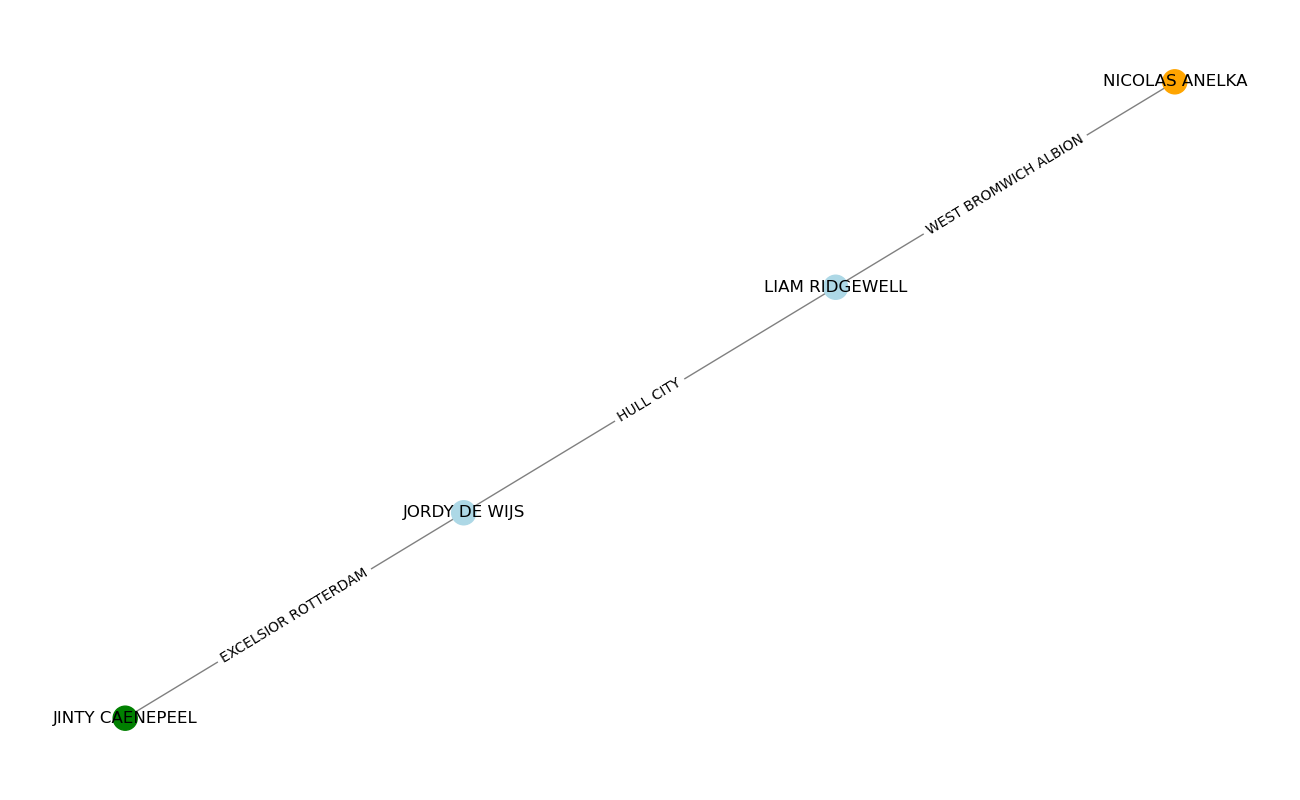 NICOLAS ANELKA
WEST BROMWICH ALBION
LIAM RIDGEWELL
HULL CITY
JORDY DE WIJS
EXCELSIOR ROTTERDAM
JINTY CAENEPEEL